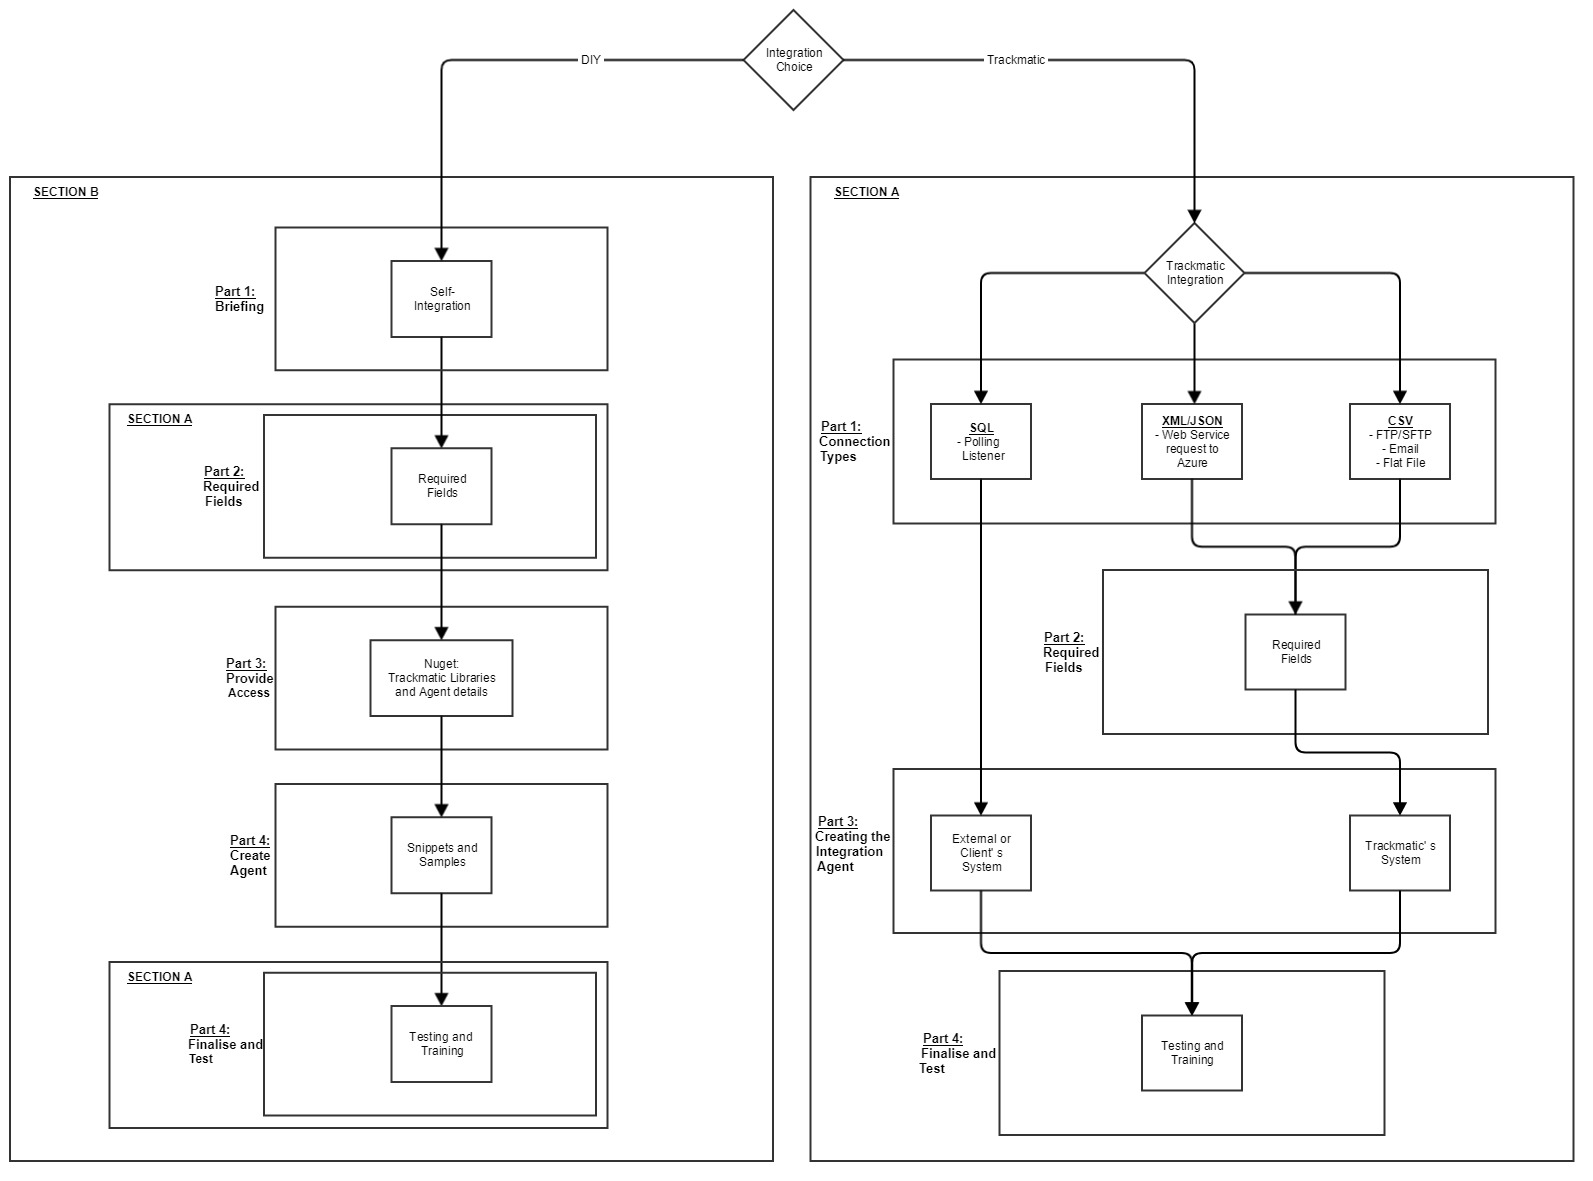 Integration
Choice
DIY
Trackmatic
SECTION B
Part 1:
Briefing
Self-
Integration
SECTION A
Part 2:
Required
Fields
Required
Fields
Part 3:
Provide
Access
Nuget:
Trackmatic Libraries
and Agent details
Part 4:
Create
Agent
Snippets and
Samples
SECTION A
Part 4:
Finalise and
Test
Testing and
Training
SECTION A
Trackmatic
Integration
Part 1:
Connection
Types
SQL
- Polling
Listener
XML/JSON
- Web Service
request to
Azure
CSV
- FTP/SFTP
- Email
- Flat File
Part 2:
Required
Fields
Required
Fields
Part 3:
Creating the
Integration
Agent
External or
Client' s
System
Trackmatic' s
System
Part 4:
Finalise and
Test
Testing and
Training